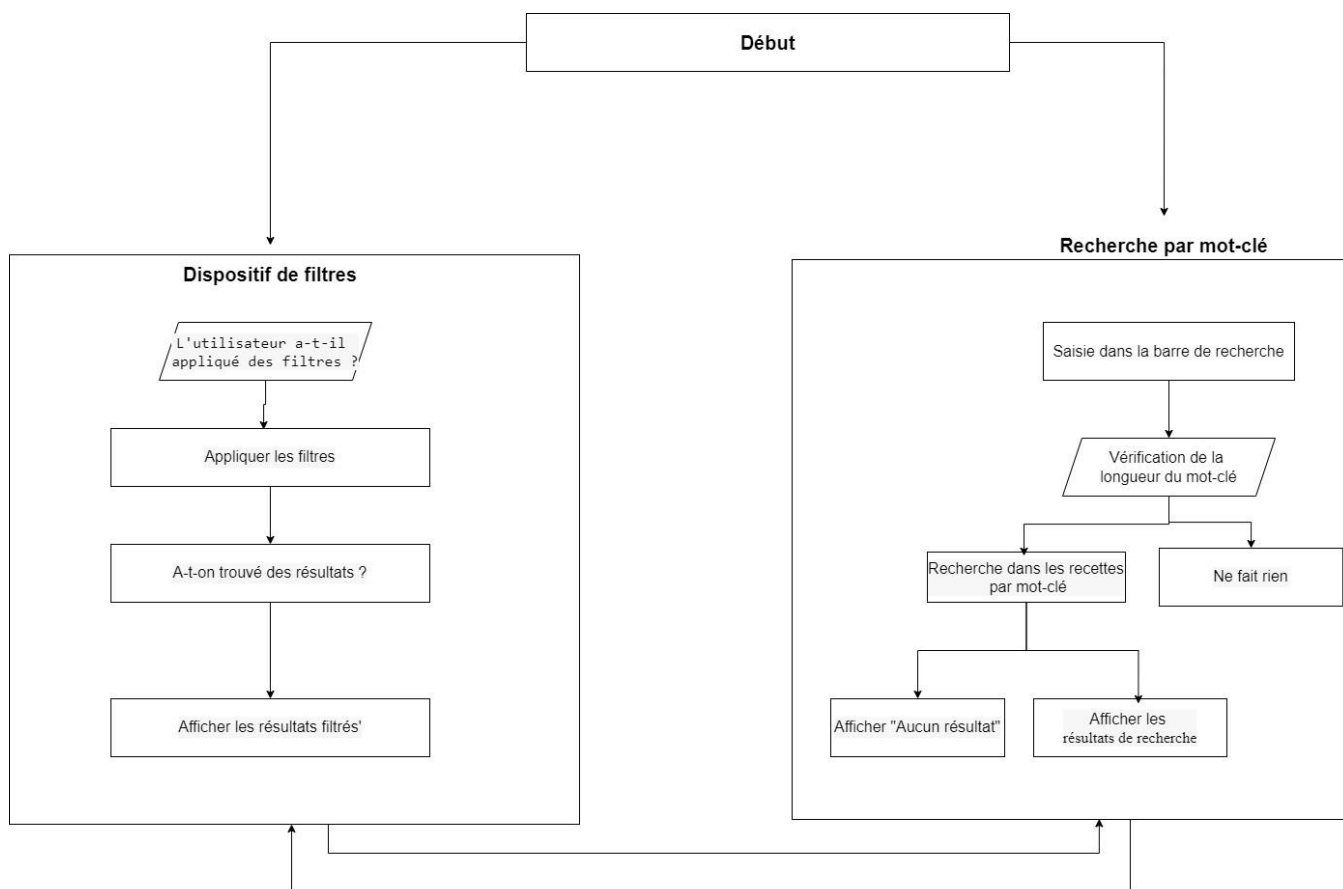 Début
Dispositif de filtres
L'utilisateur a-t-il
appliqué des filtres ?
Appliquer les filtres
A-t-on trouvé des résultats ?
Afficher les résultats filtrés'
Recherche par mot-clé
Saisie dans la barre de recherche
Vérification de la
longueur du mot-clé
Recherche dans les recettes
par mot-clé
Ne fait rien
Afficher "Aucun résultat"
Afficher les
résultats de recherche